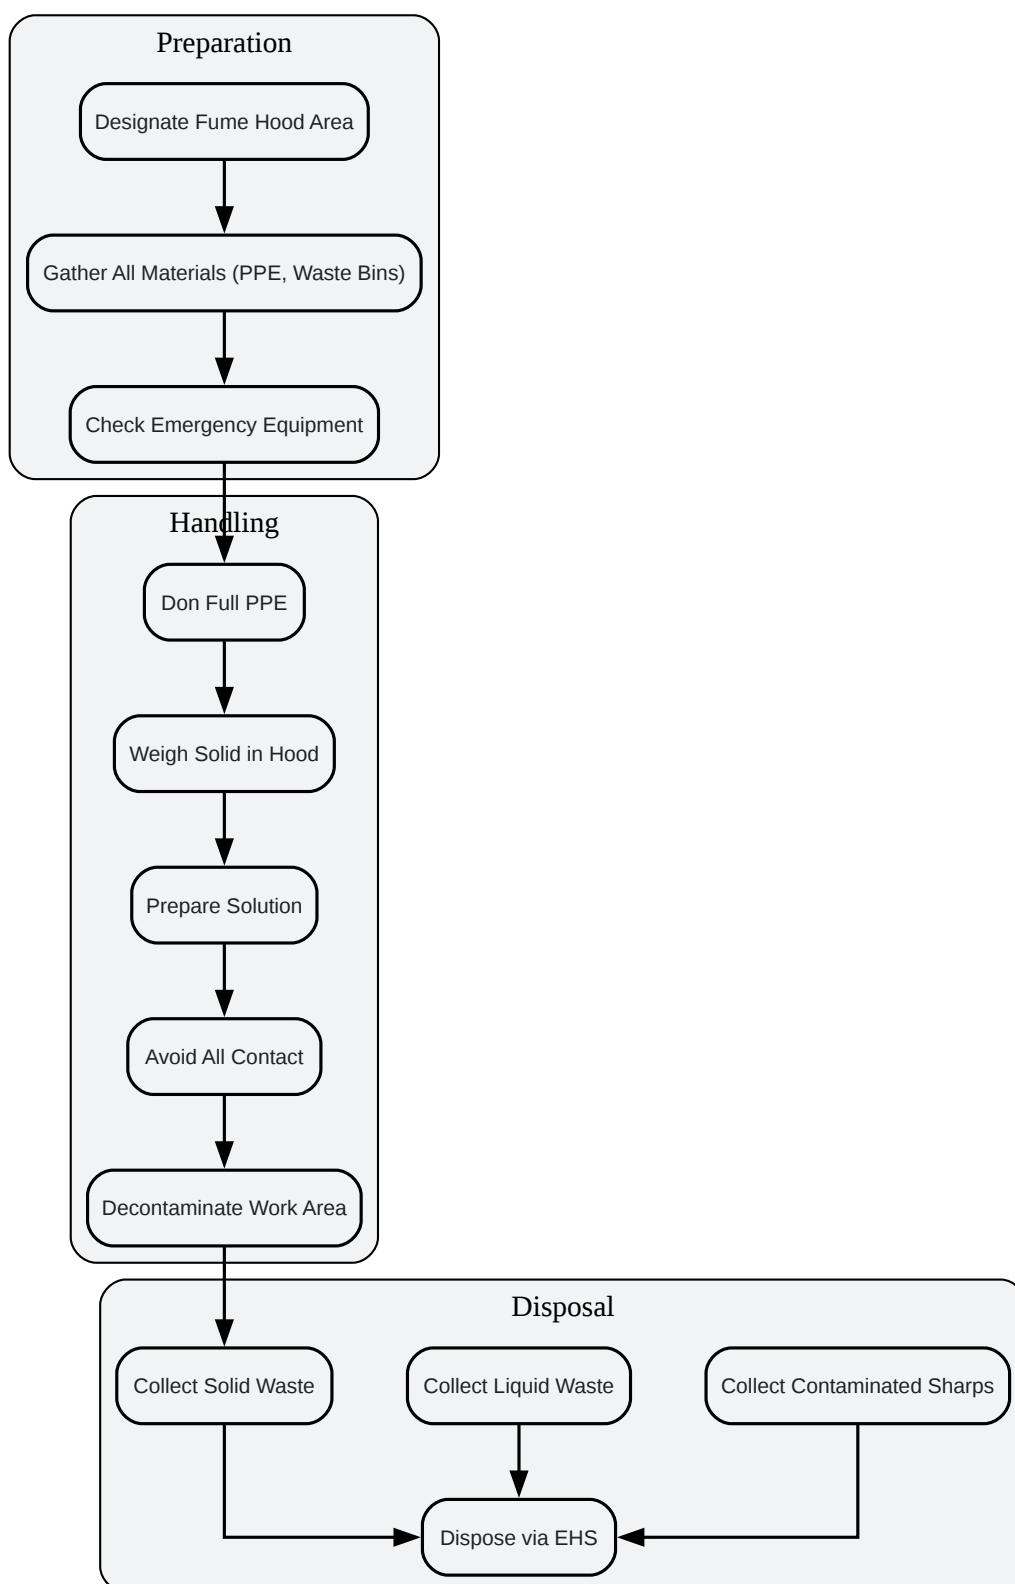 Preparation
Designate Fume Hood Area
Gather All Materials (PPE, Waste Bins)
Check Emergency Equipment
Handling
Don Full PPE
Weigh Solid in Hood
Prepare Solution
Avoid All Contact
Decontaminate Work Area
Disposal
Collect Solid Waste
Collect Liquid Waste
Collect Contaminated Sharps
Dispose via EHS